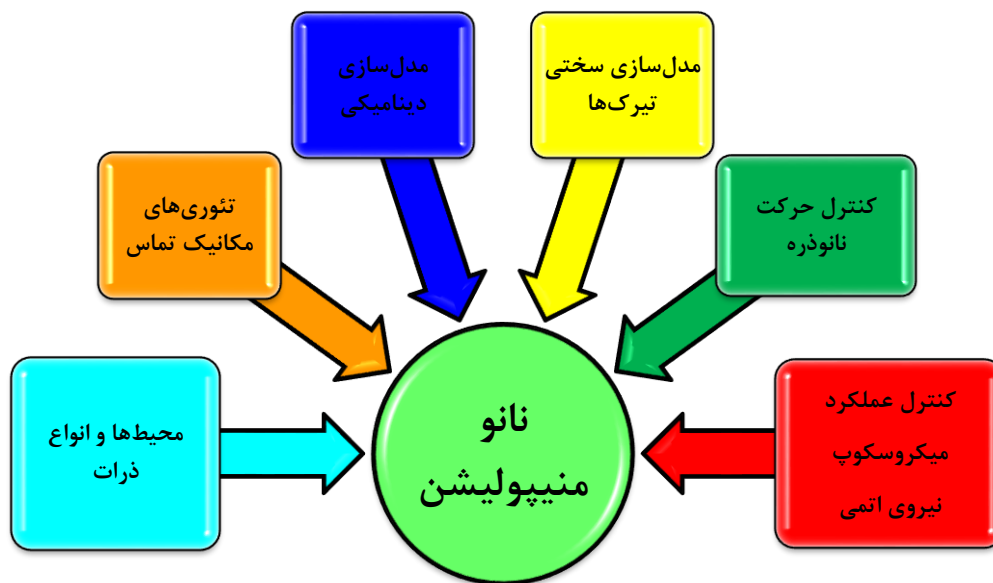 مدل‌سازی سختی
تیرک‌ها
مدل‌سازی
دینامیکی
کنترل حرکت
نانوذره
تئوری‌های
مکانیک تماس
کنترل عملکرد
میکروسکوپ
نیروی اتمی
محیط‌ها و انواع
ذرات
نانو
منیپولیشن